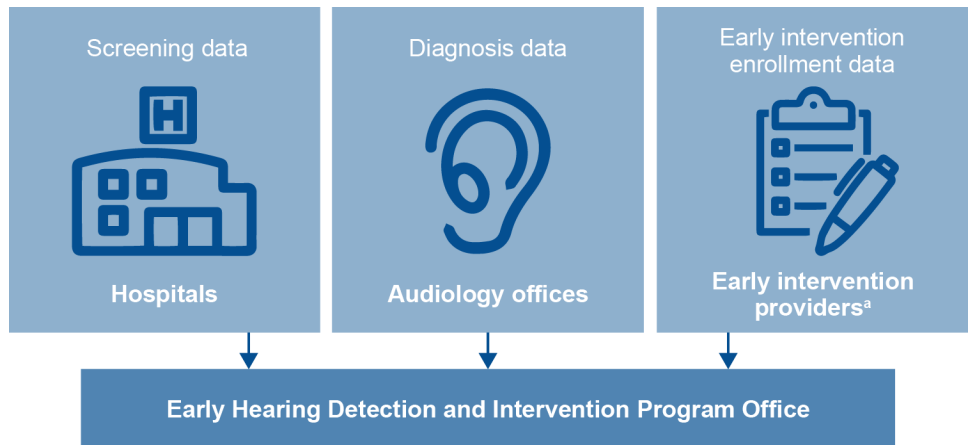 Screening data
H
Hospitals
Diagnosis data
Audiology offices
Early intervention
enrollment data
Early intervention
providersᵃ
Early Hearing Detection and Intervention Program Office